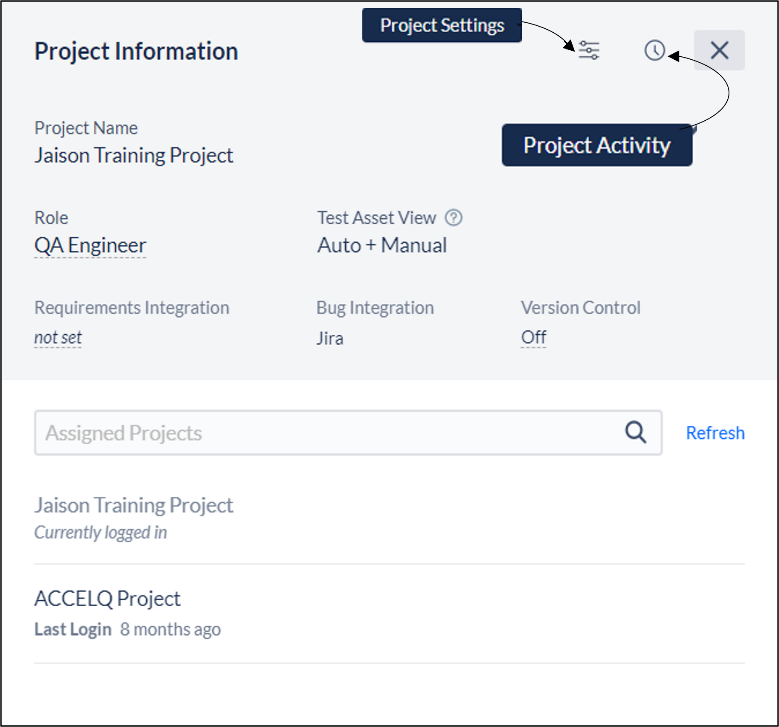 Project Settings
Project Information
Project Name
Jaison Training Project
Project Activity
Role
Test Asset View ?
QA Engineer
Auto + Manual
Requirements Integration
Bug Integration
Version Control
not set
Jira
Off
Assigned Projects
Refresh
Jaison Training Project
Currently logged in
ACCELQ Project
Last Login 8 months ago